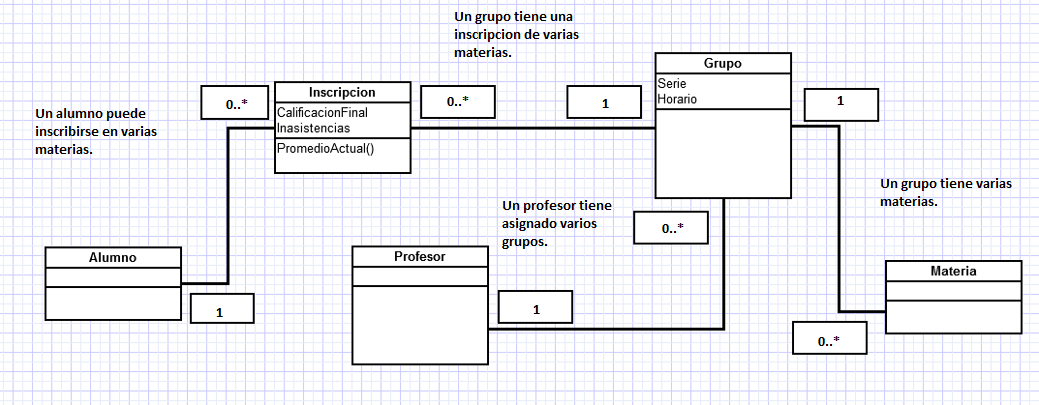 Un grupo tiene una
inscripcion de varias
materias.
Grupo
Serie
Horario
Inscripcion
CalificacionFinal
Inasistencias
PromedioActual()
0..*
0..*
1
1
Un alumno puede
inscribirse en varias
materias.
Un grupo tiene varias
materias.
Un profesor tiene
asignado varios
grupos.
0..*
Alumno
1
Profesor
1
Materia
0..*